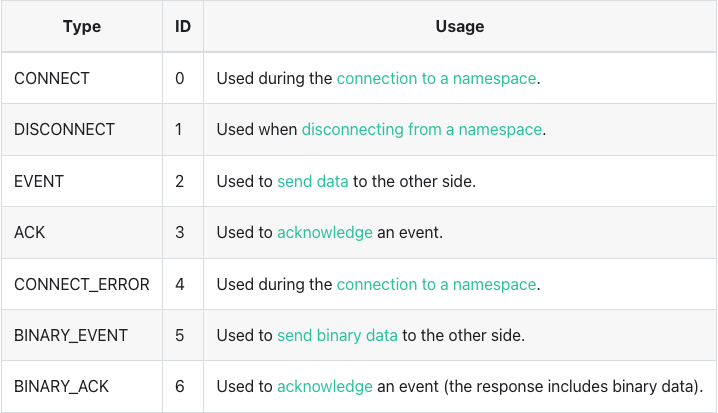 Type ID Usage
CONNECT 0 Used during the connection to a namespace.
DISCONNECT 1 Used when disconnecting from a namespace.
EVENT 2 Used to send data to the other side.
ACK 3 Used to acknowledge an event.
CONNECT_ERROR 4 Used during the connection to a namespace.
BINARY_EVENT 5 Used to send binary data to the other side.
BINARY_ACK 6 Used to acknowledge an event (the response includes binary data).